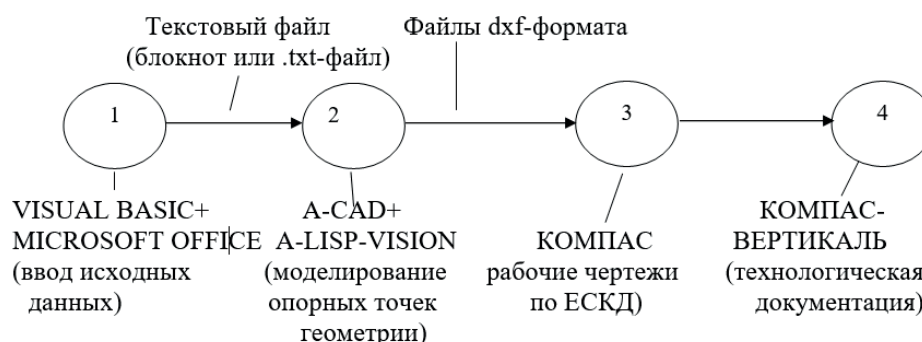 Текстовый файл
(блокнот или .txt-файл)
Файлы dxf-формата
1
2
3
4
VISUAL BASIC+
MICROSOFT OFFICE
(ввод исходных
данных)
A-CAD+
A-LISP-VISION
(моделирование
опорных точек
геометрии)
КОМПАС
рабочие чертежи
по ЕСКД)
КОМПАС-
ВЕРТИКАЛЬ
(технологическая
документация)